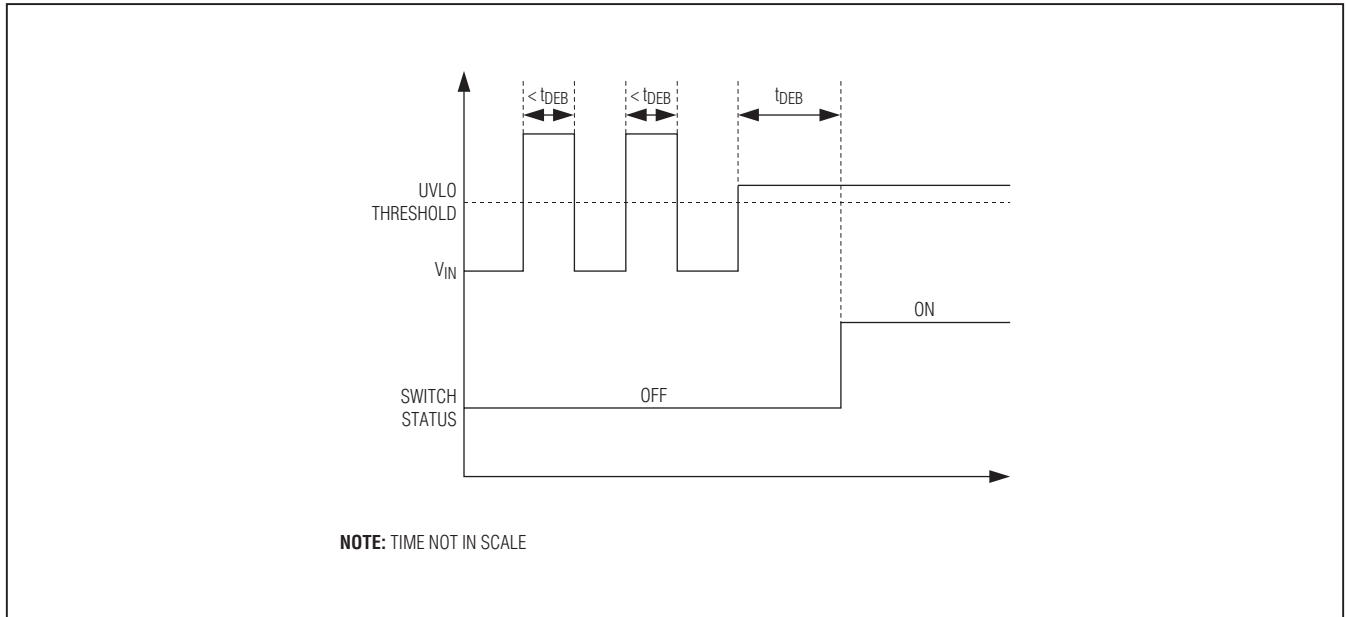 < tDEB
< tDEB
tDEB
UVLO
THRESHOLD
VIN
ON
SWITCH
STATUS
OFF
NOTE: TIME NOT IN SCALE